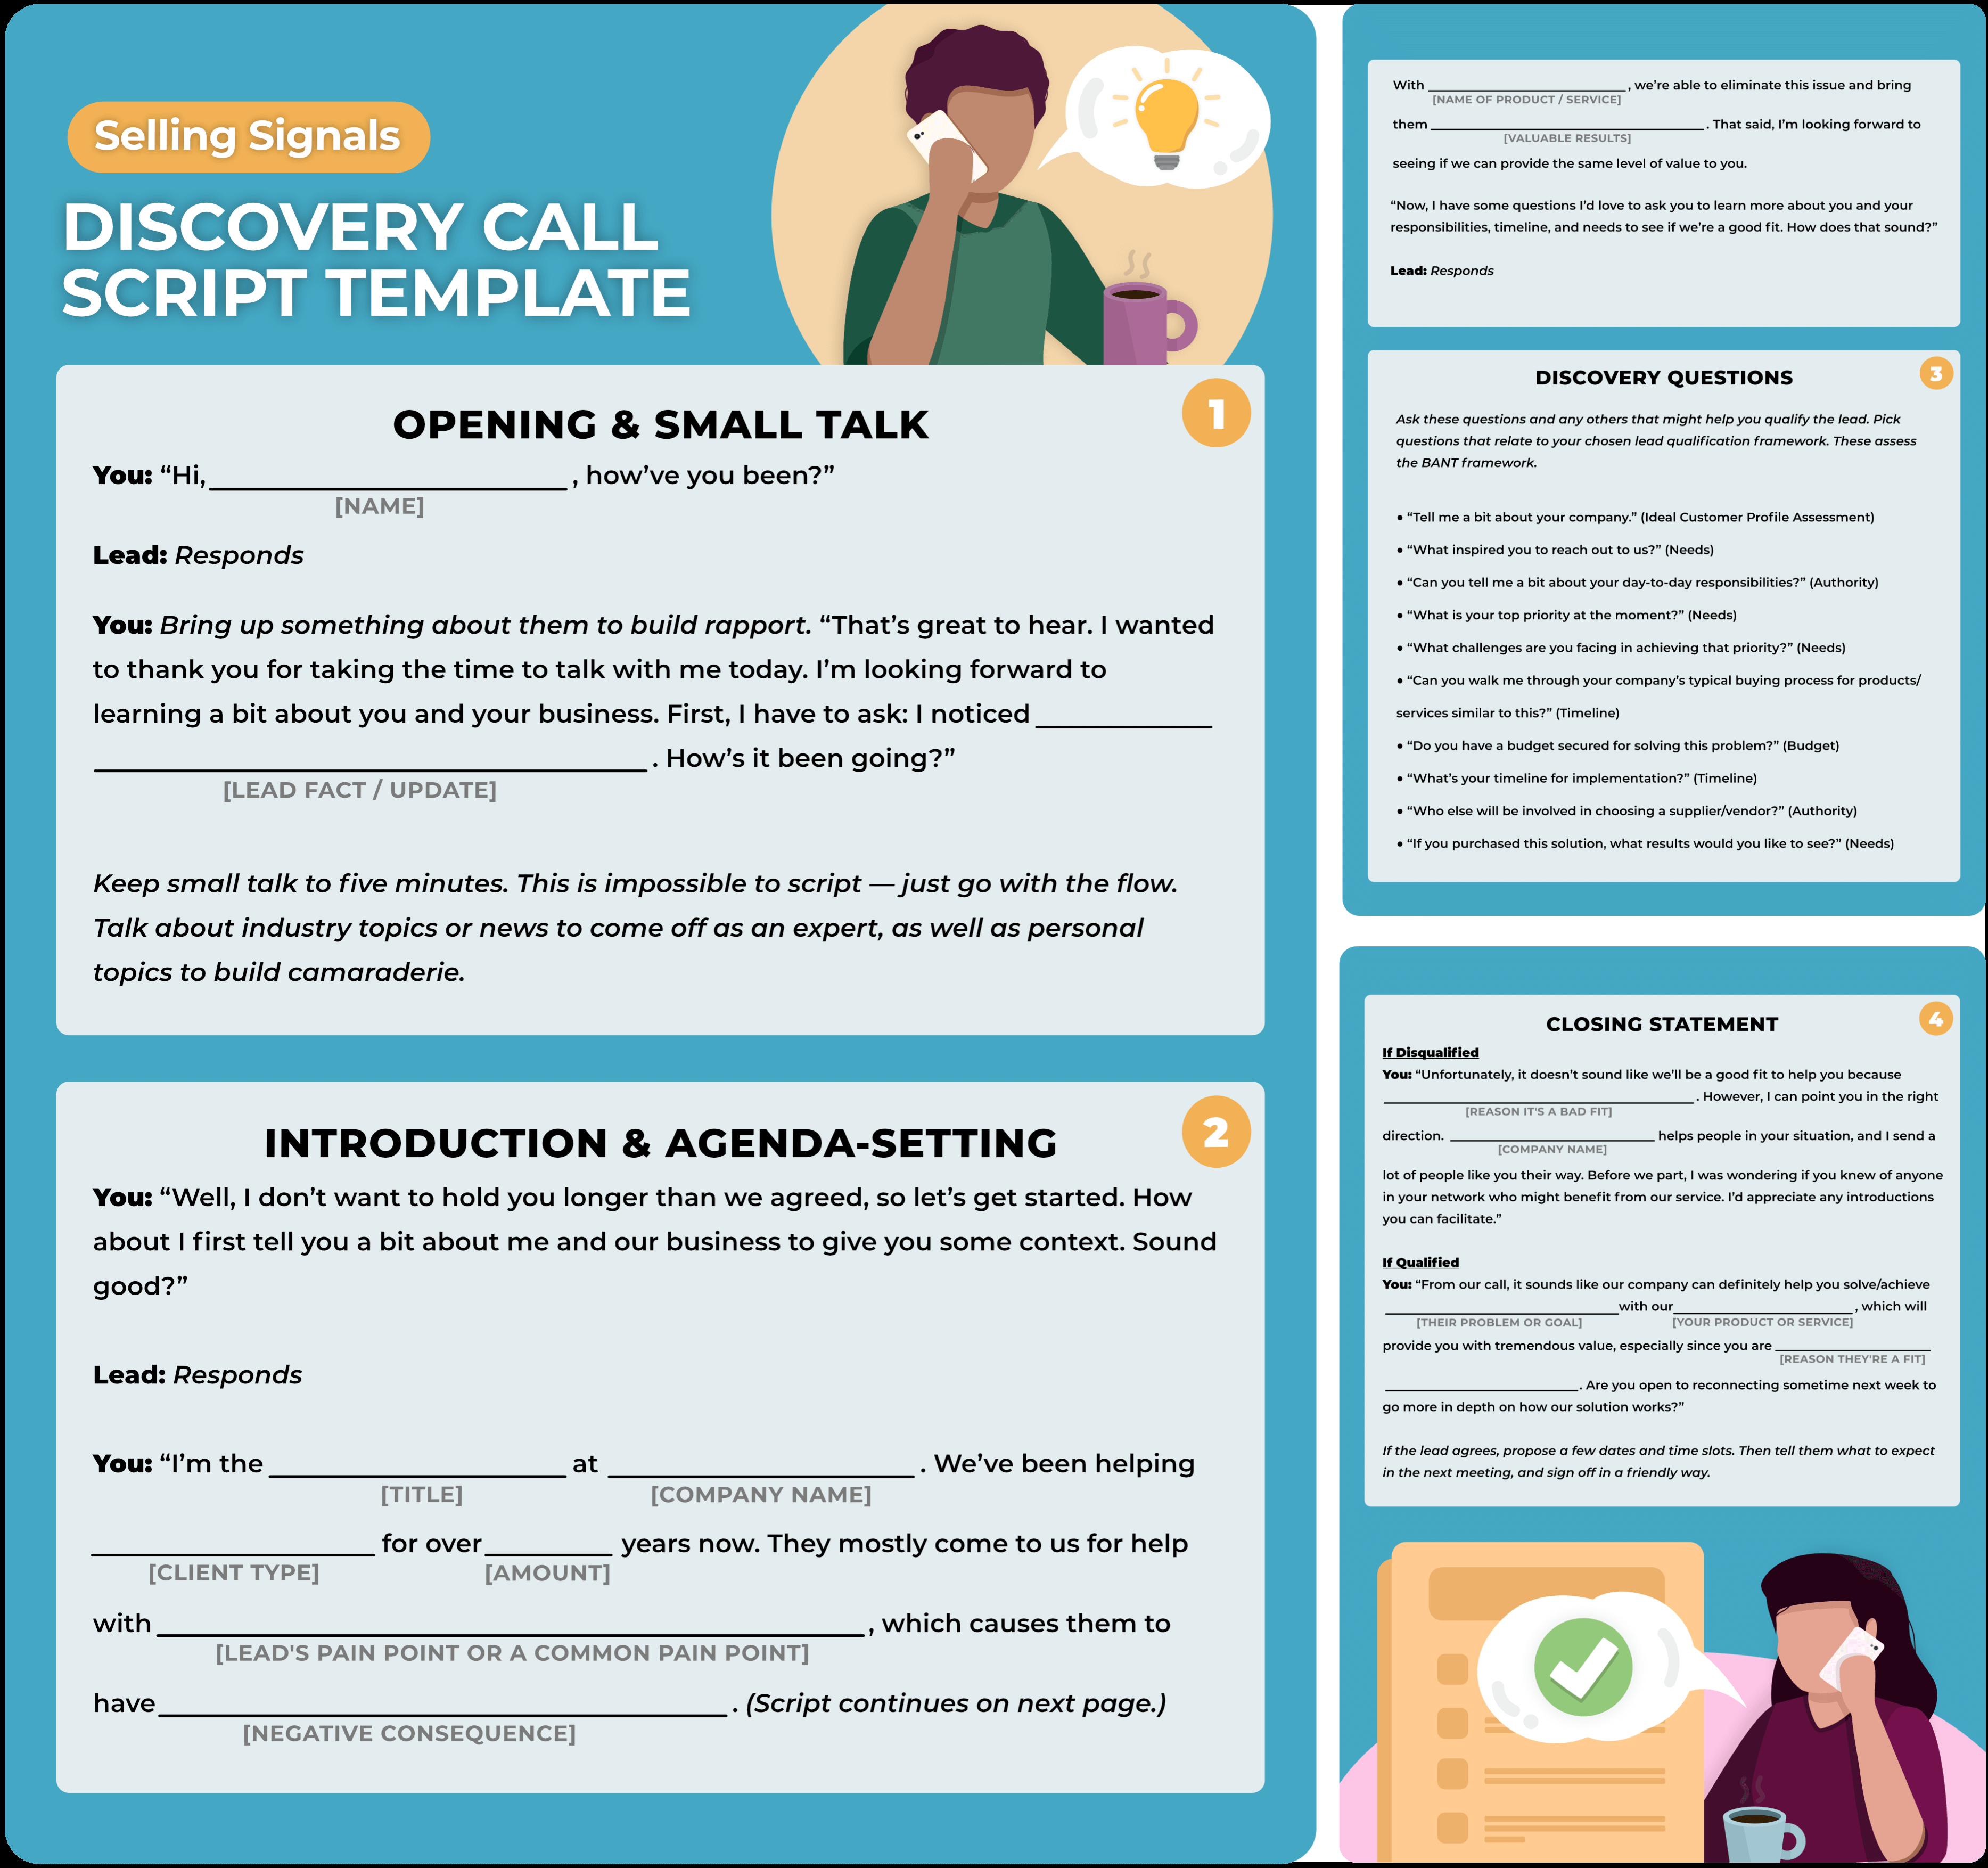 Selling Signals
DISCOVERY CALL
SCRIPT TEMPLATE
1
OPENING & SMALL TALK
You: “Hi, ____________________, how’ve you been?”
[NAME]
Lead: Responds
You: Bring up something about them to build rapport. “That’s great to hear. I wanted
to thank you for taking the time to talk with me today. I’m looking forward to
learning a bit about you and your business. First, I have to ask: I noticed __________
______________________________. How’s it been going?”
[LEAD FACT / UPDATE]
Keep small talk to five minutes. This is impossible to script — just go with the flow.
Talk about industry topics or news to come off as an expert, as well as personal
topics to build camaraderie.
2
INTRODUCTION & AGENDA-SETTING
You: “Well, I don’t want to hold you longer than we agreed, so let’s get started. How
about I first tell you a bit about me and our business to give you some context. Sound
good?”
Lead: Responds
You: “I’m the ________________ at ________________. We’ve been helping
[TITLE] [COMPANY NAME]
________________ for over _______ years now. They mostly come to us for help
[CLIENT TYPE] [AMOUNT]
with ______________________________________, which causes them to
[LEAD'S PAIN POINT OR A COMMON PAIN POINT]
have ______________________________. (Script continues on next page.)
[NEGATIVE CONSEQUENCE]
With ____________________, we’re able to eliminate this issue and bring
[NAME OF PRODUCT / SERVICE]
them ____________________________. That said, I’m looking forward to
[VALUABLE RESULTS]
seeing if we can provide the same level of value to you.
“Now, I have some questions I’d love to ask you to learn more about you and your
responsibilities, timeline, and needs to see if we’re a good fit. How does that sound?”
Lead: Responds
3
DISCOVERY QUESTIONS
Ask these questions and any others that might help you qualify the lead. Pick
questions that relate to your chosen lead qualification framework. These assess
the BANT framework.
• “Tell me a bit about your company.” (Ideal Customer Profile Assessment)
• “What inspired you to reach out to us?” (Needs)
• “Can you tell me a bit about your day-to-day responsibilities?” (Authority)
• “What is your top priority at the moment?” (Needs)
• “What challenges are you facing in achieving that priority?” (Needs)
• “Can you walk me through your company’s typical buying process for products/
services similar to this?” (Timeline)
• “Do you have a budget secured for solving this problem?” (Budget)
• “What’s your timeline for implementation?” (Timeline)
• “Who else will be involved in choosing a supplier/vendor?” (Authority)
• “If you purchased this solution, what results would you like to see?” (Needs)
4
CLOSING STATEMENT
If Disqualified
You: “Unfortunately, it doesn’t sound like we’ll be a good fit to help you because
______________________________. However, I can point you in the right
[REASON IT'S A BAD FIT]
direction. ____________________ helps people in your situation, and I send a
[COMPANY NAME]
lot of people like you their way. Before we part, I was wondering if you knew of anyone
in your network who might benefit from our service. I’d appreciate any introductions
you can facilitate.”
If Qualified
You: “From our call, it sounds like our company can definitely help you solve/achieve
______________________with our__________________, which will
[THEIR PROBLEM OR GOAL] [YOUR PRODUCT OR SERVICE]
provide you with tremendous value, especially since you are ________________
[REASON THEY'RE A FIT]
____________________. Are you open to reconnecting sometime next week to
go more in depth on how our solution works?”
If the lead agrees, propose a few dates and time slots. Then tell them what to expect
in the next meeting, and sign off in a friendly way.